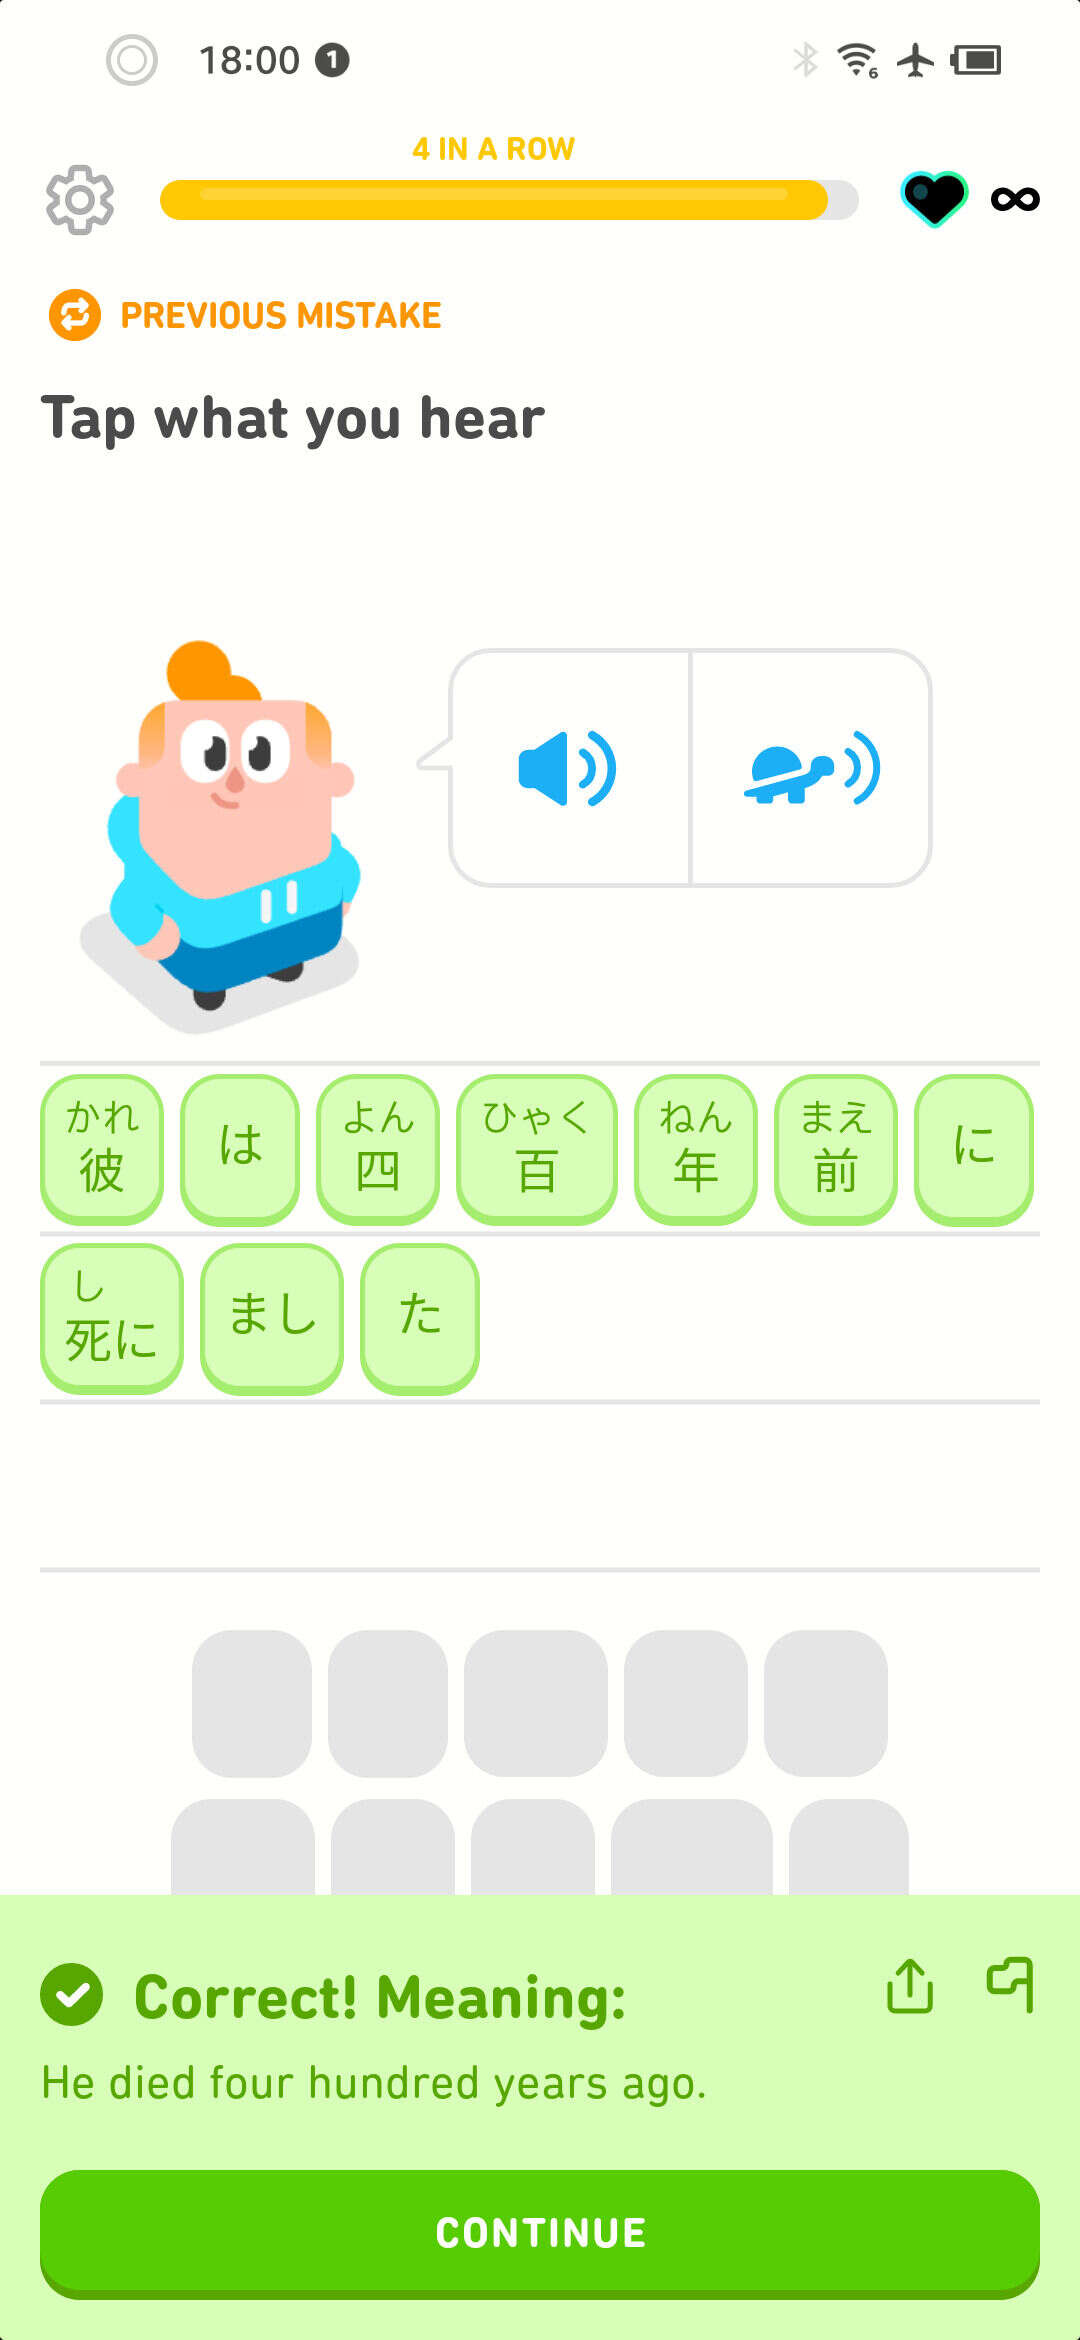 18:00 1
6
4 IN A ROW
PREVIOUS MISTAKE
Tap what you hear
かれ よん ひゃく ねん まえ
彼 は 四 百 年 前 に
し
死に まし た
Correct! Meaning:
He died four hundred years ago.
CONTINUE